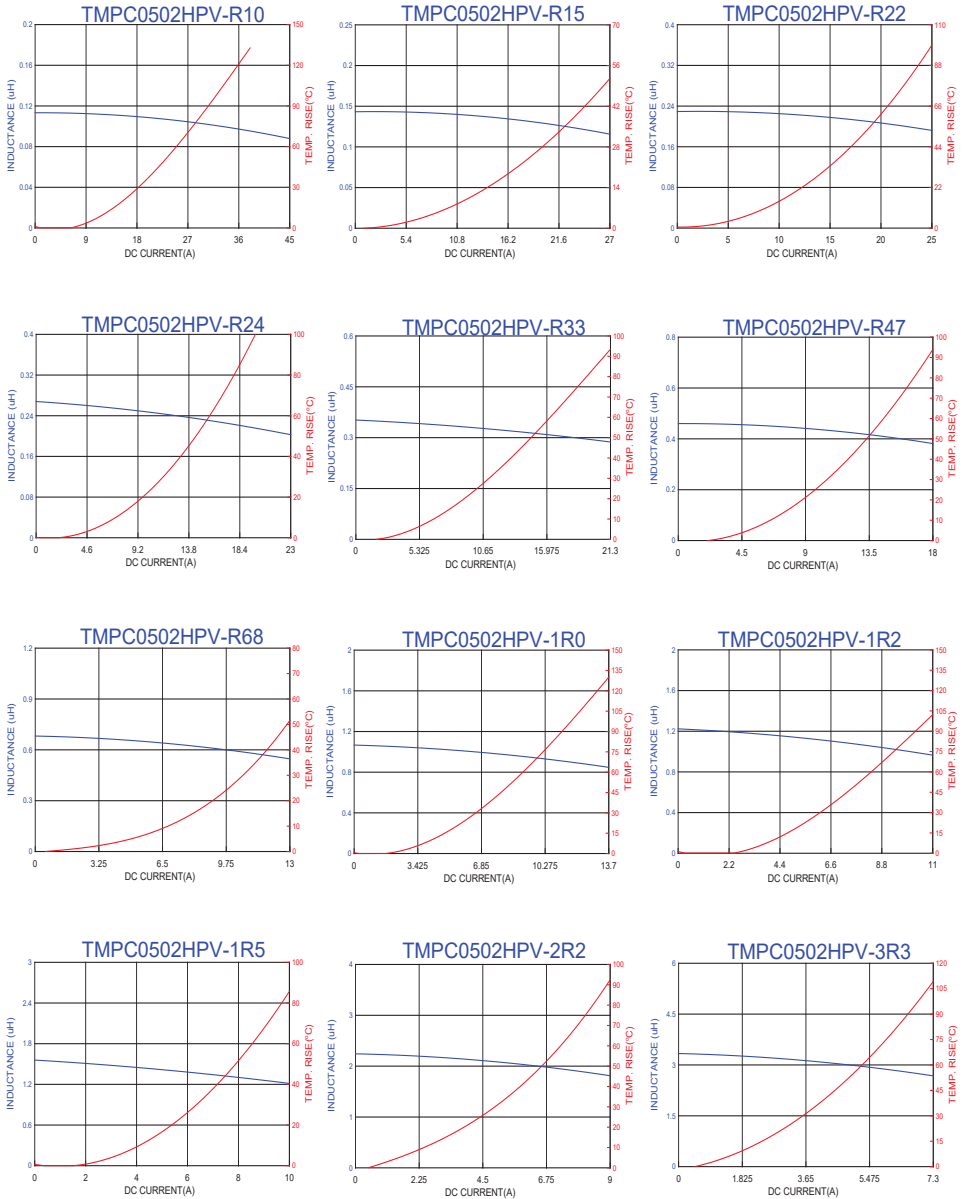 TMPC0502HPV-R10
INDUCTANCE (uH)
0.2
0.16
0.12
0.08
0.04
0
150
120
90
60
30
0
TEMP. RISE(°C)
0 9 18 27 36 45
DC CURRENT(A)
TMPC0502HPV-R15
INDUCTANCE (uH)
0.25
0.2
0.15
0.1
0.05
0
70
56
42
28
14
0
TEMP. RISE(°C)
0 5.4 10.8 16.2 21.6 27
DC CURRENT(A)
TMPC0502HPV-R22
INDUCTANCE (uH)
0.4
0.32
0.24
0.16
0.08
0
110
88
66
44
22
0
TEMP. RISE(°C)
0 5 10 15 20 25
DC CURRENT(A)
TMPC0502HPV-R24
INDUCTANCE (uH)
0.4
0.32
0.24
0.16
0.08
0
100
80
60
40
20
0
TEMP. RISE(°C)
0 4.6 9.2 13.8 18.4 23
DC CURRENT(A)
TMPC0502HPV-R33
INDUCTANCE (uH)
0.6
0.45
0.3
0.15
0
100
90
80
70
60
50
40
30
20
10
0
TEMP. RISE(°C)
0 5.325 10.65 15.975 21.3
DC CURRENT(A)
TMPC0502HPV-R47
INDUCTANCE (uH)
0.8
0.6
0.4
0.2
0
100
90
80
70
60
50
40
30
20
10
0
TEMP. RISE(°C)
0 4.5 9 13.5 18
DC CURRENT(A)
TMPC0502HPV-R68
INDUCTANCE (uH)
1.2
0.9
0.6
0.3
0
80
70
60
50
40
30
20
10
0
TEMP. RISE(°C)
0 3.25 6.5 9.75 13
DC CURRENT(A)
TMPC0502HPV-1R0
INDUCTANCE (uH)
2
1.6
1.2
0.8
0.4
0
150
135
120
105
90
75
60
45
30
15
0
TEMP. RISE(°C)
0 3.425 6.85 10.275 13.7
DC CURRENT(A)
TMPC0502HPV-1R2
INDUCTANCE (uH)
2
1.6
1.2
0.8
0.4
0
150
135
120
105
90
75
60
45
30
15
0
TEMP. RISE(°C)
0 2.2 4.4 6.6 8.8 11
DC CURRENT(A)
TMPC0502HPV-1R5
INDUCTANCE (uH)
3
2.4
1.8
1.2
0.6
0
100
80
60
40
20
0
TEMP. RISE(°C)
0 2 4 6 8 10
DC CURRENT(A)
TMPC0502HPV-2R2
INDUCTANCE (uH)
4
3
2
1
0
100
90
80
70
60
50
40
30
20
10
0
TEMP. RISE(°C)
0 2.25 4.5 6.75 9
DC CURRENT(A)
TMPC0502HPV-3R3
INDUCTANCE (uH)
6
4.5
3
1.5
0
120
105
90
75
60
45
30
15
0
TEMP. RISE(°C)
0 1.825 3.65 5.475 7.3
DC CURRENT(A)